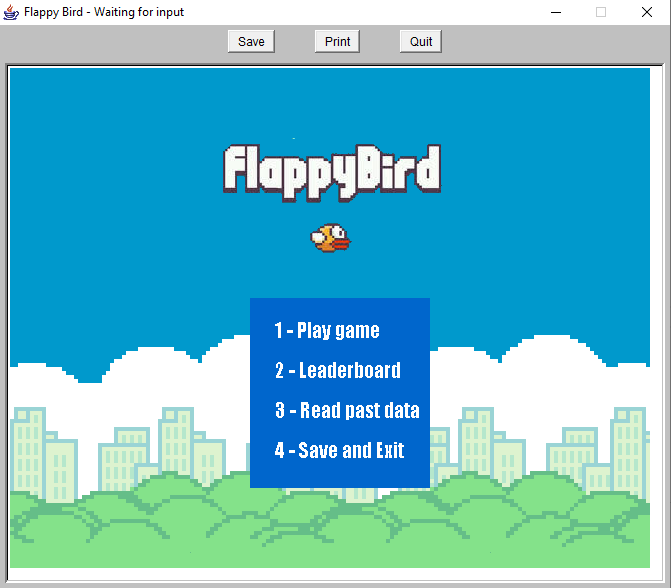 Flappy Bird - Waiting for input
Save Print Quit
FlappyBird
1 - Play game
2 - Leaderboard
3 - Read past data
4 - Save and Exit